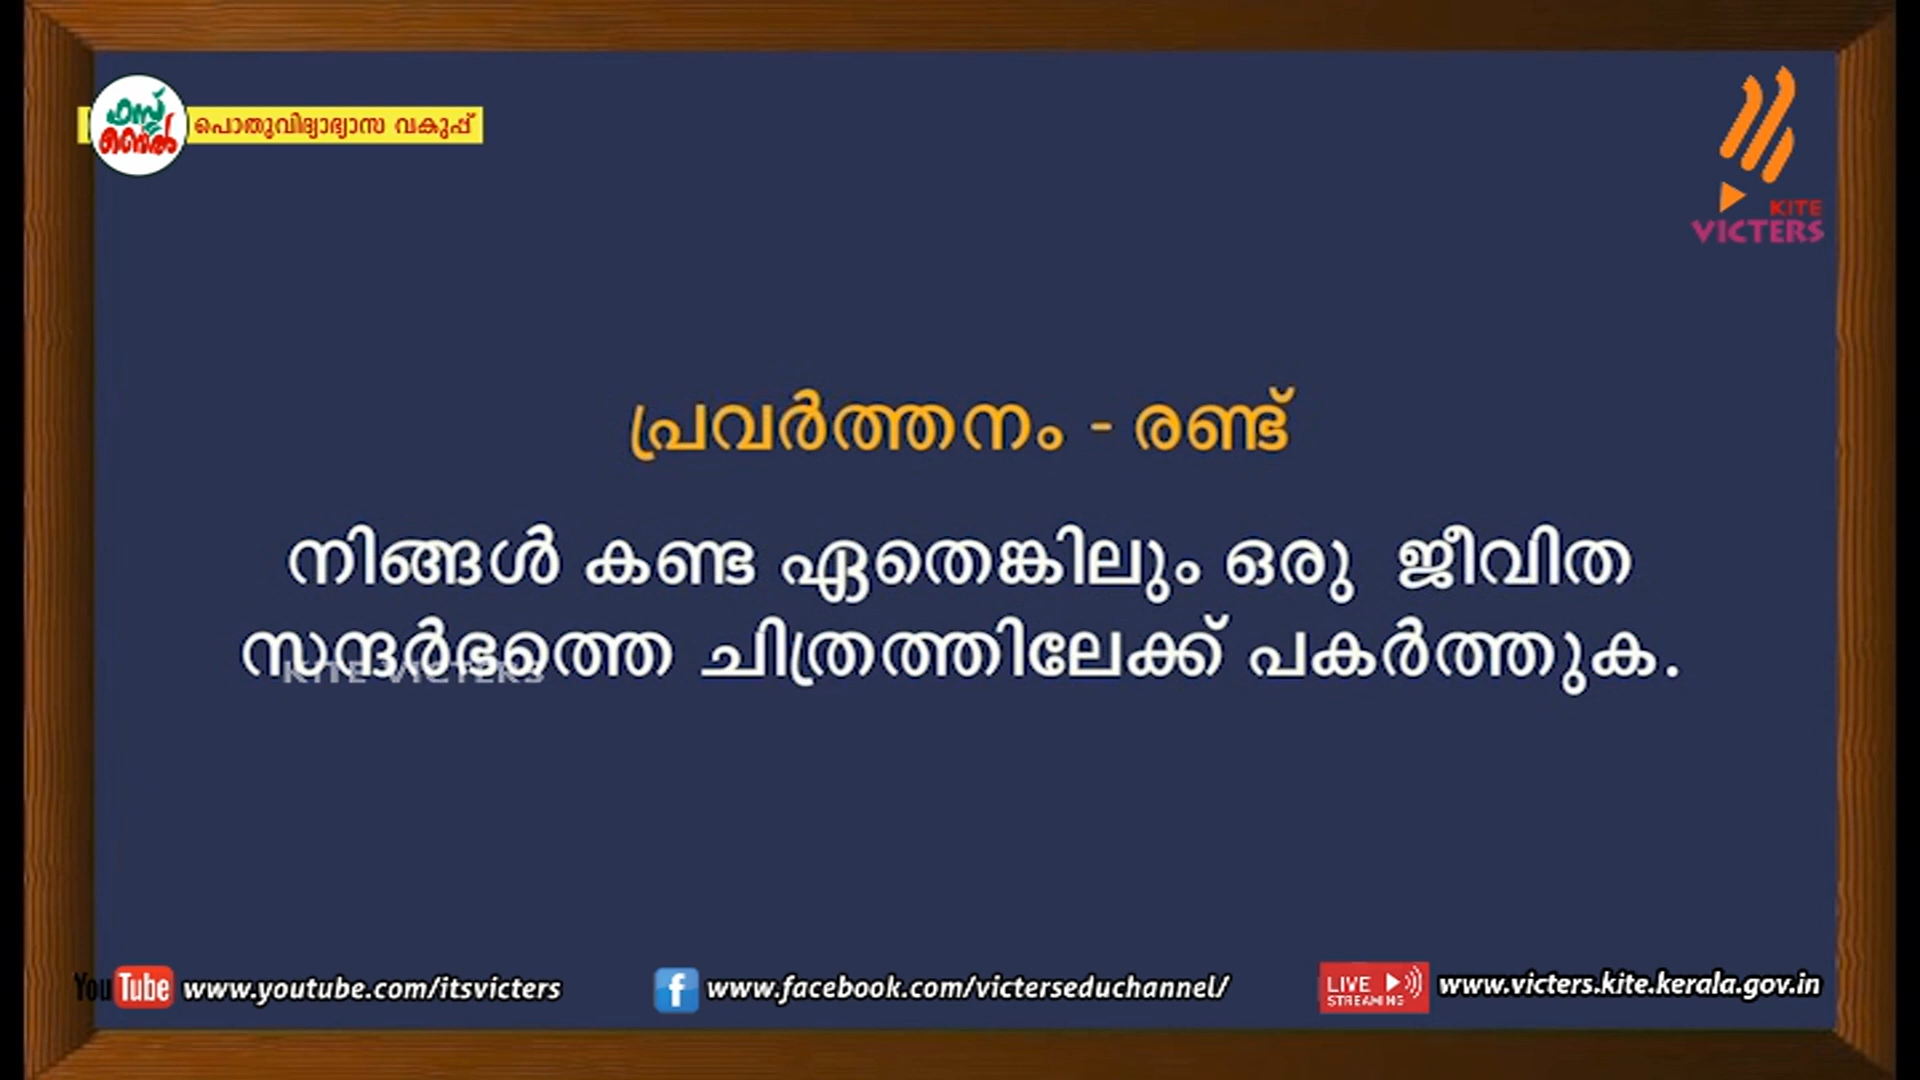 ഫസ്റ്റ്
ബെൽ
പൊതുവിദ്യാഭ്യാസ വകുപ്പ്
KITE
VICTERS
പ്രവർത്തനം - രണ്ട്
നിങ്ങൾ കണ്ട ഏതെങ്കിലും ഒരു ജീവിത
സന്ദർഭത്തെ ചിത്രത്തിലേക്ക് പകർത്തുക.
KITE VICTERS
YouTube www.youtube.com/itsvicters
f www.facebook.com/victerseduchannel/
LIVE
STREAMING
www.victers.kite.kerala.gov.in